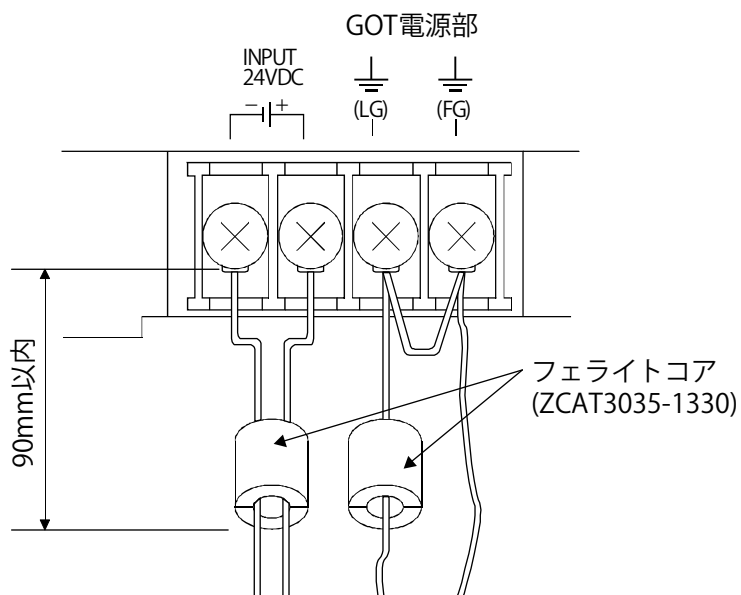 GOT電源部
INPUT
24VDC
− +
(LG)
(FG)
90mm以内
フェライトコア
(ZCAT3035-1330)